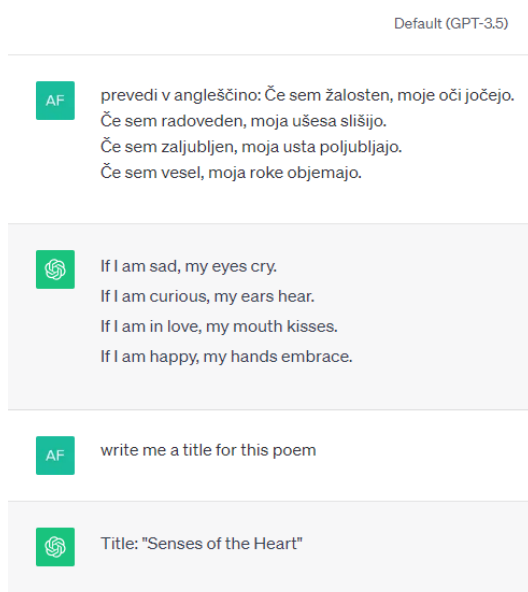 Default (GPT-3.5)
AF
prevedi v angleščino: Če sem žalosten, moje oči jočejo.
Če sem radoveden, moja ušesa slišijo.
Če sem zaljubljen, moja usta poljubljajo.
Če sem vesel, moja roke objemajo.
If I am sad, my eyes cry.
If I am curious, my ears hear.
If I am in love, my mouth kisses.
If I am happy, my hands embrace.
AF
write me a title for this poem
Title: "Senses of the Heart"